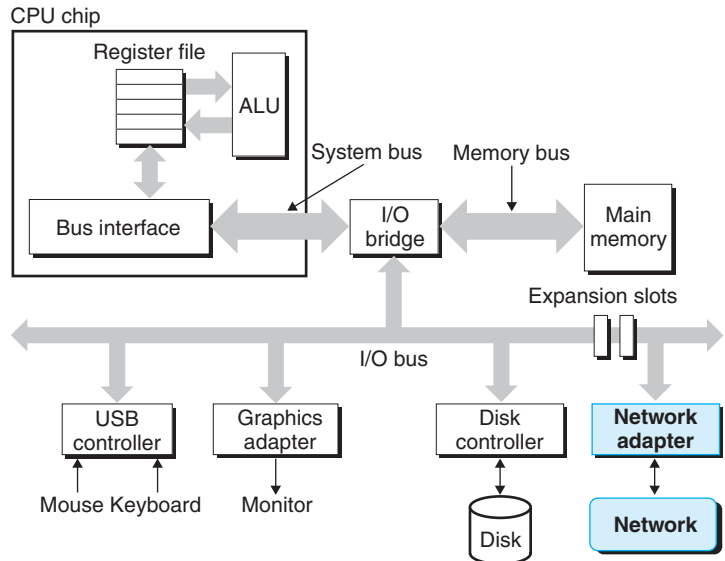 CPU chip
Register file
ALU
System bus
Memory bus
Bus interface
I/O
bridge
Main
memory
Expansion slots
I/O bus
USB
controller
Graphics
adapter
Disk
controller
Network
adapter
Mouse Keyboard
Monitor
Disk
Network